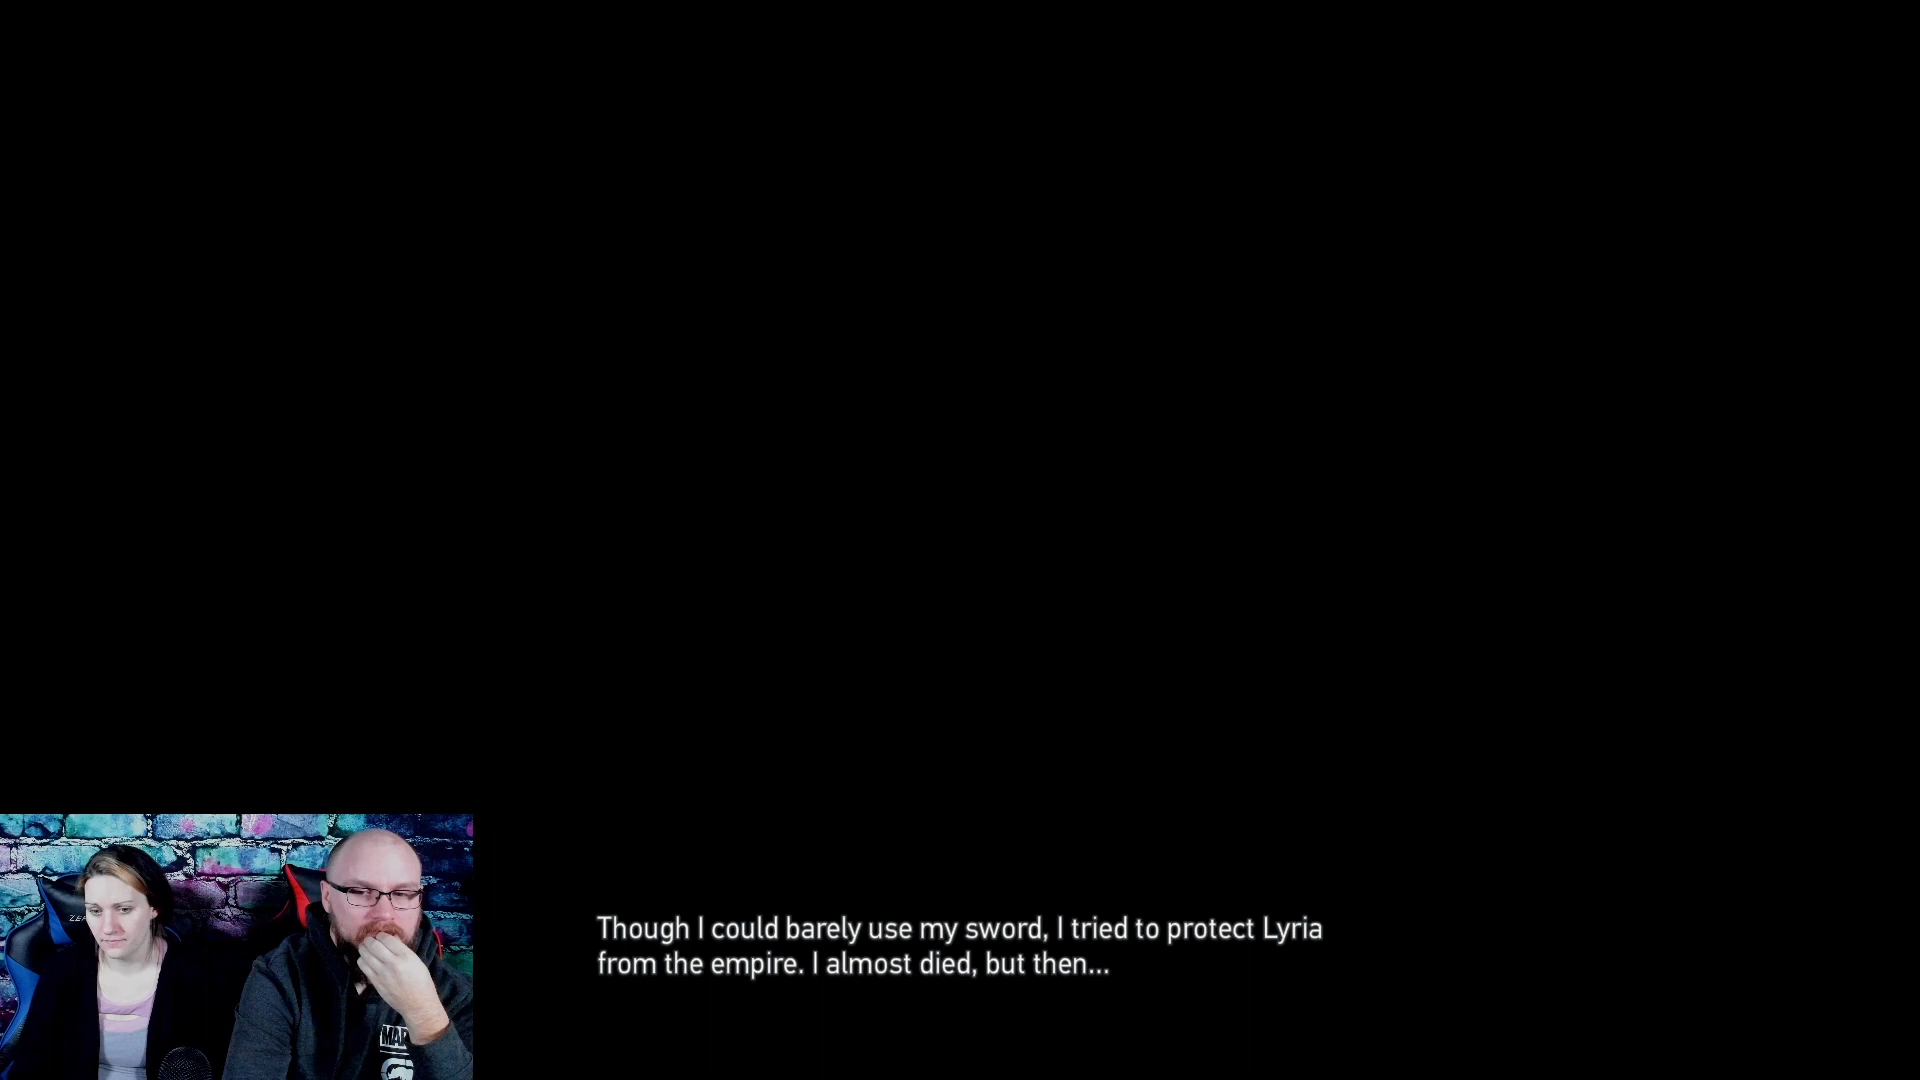 Though I could barely use my sword, I tried to protect Lyria
from the empire. I almost died, but then...